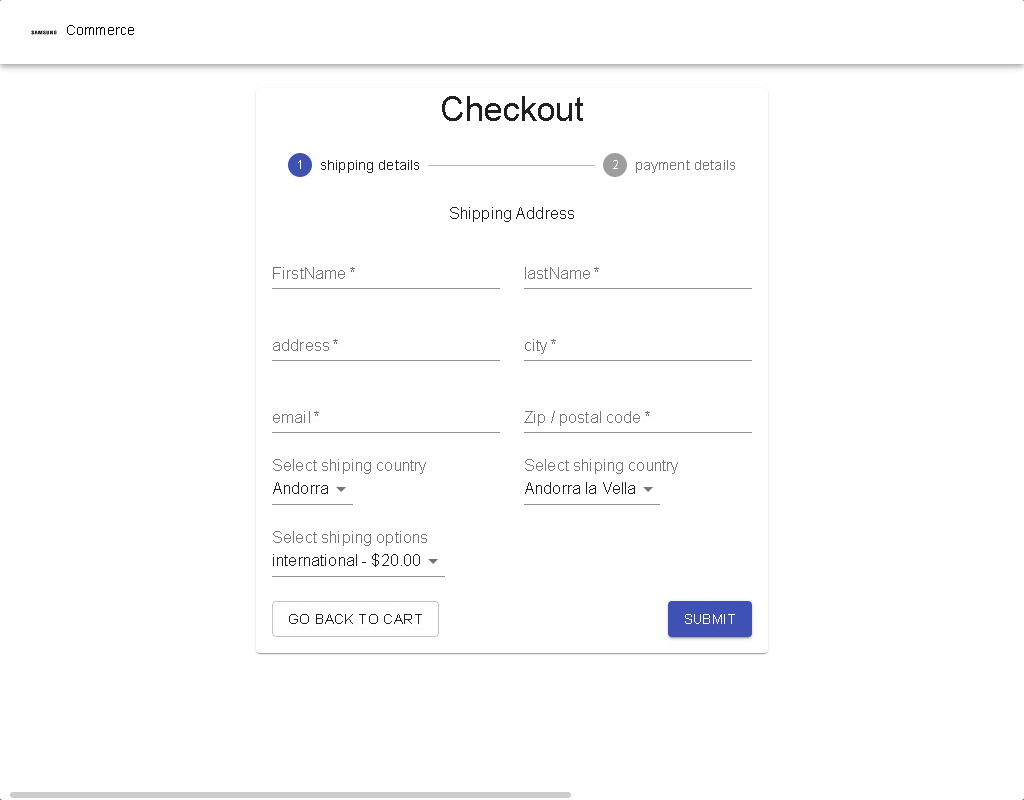 SAMSUNG Commerce
Checkout
1 shipping details 2 payment details
Shipping Address
FirstName * lastName *
address * city *
email * Zip / postal code *
Select shiping country Select shiping country
Andorra Andorra la Vella
Select shiping options
international - $20.00
GO BACK TO CART SUBMIT